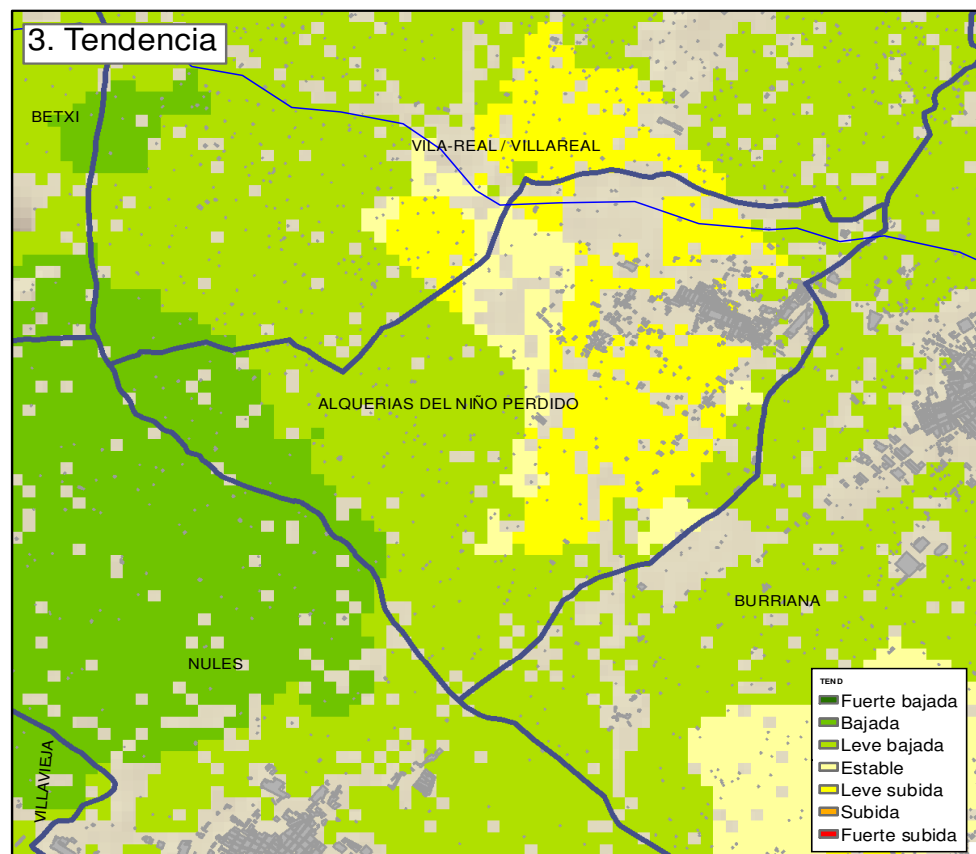 3. Tendencia
BETXI
VILA-REAL / VILLAREAL
ALQUERIAS DEL NIÑO PERDIDO
BURRIANA
NULES
VILLAVIEJA
TEND
Fuerte bajada
Bajada
Leve bajada
Estable
Leve subida
Subida
Fuerte subida